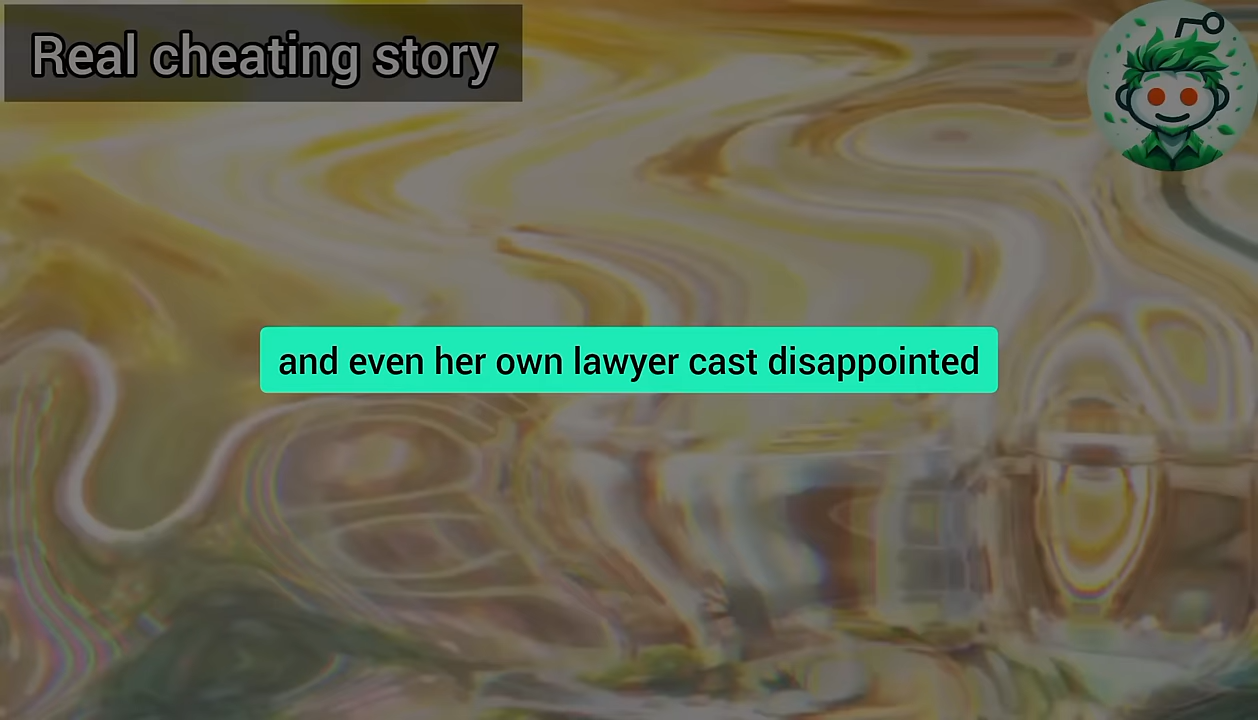 Real cheating story
and even her own lawyer cast disappointed